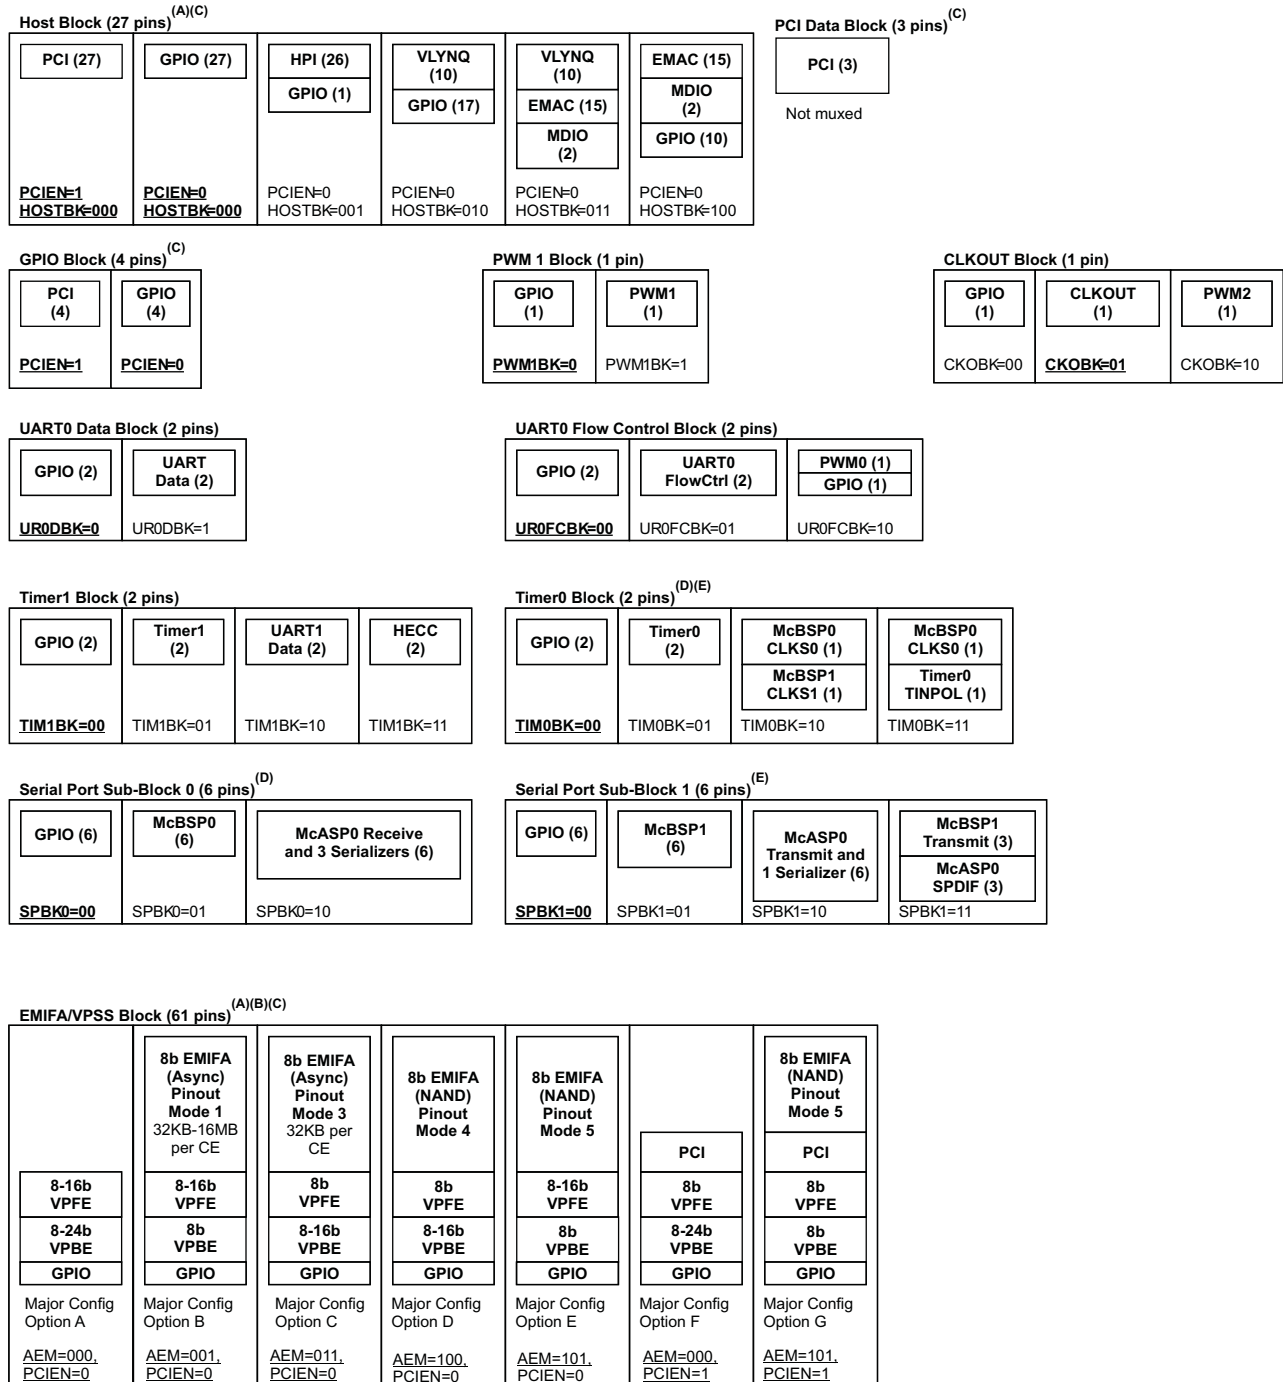 Host Block (27 pins)(A)(C)
PCI (27)
PCIEN=1
HOSTBK=000
GPIO (27)
PCIEN=0
HOSTBK=000
HPI (26)
GPIO (1)
PCIEN=0
HOSTBK=001
VLYNQ
(10)
GPIO (17)
PCIEN=0
HOSTBK=010
VLYNQ
(10)
EMAC (15)
MDIO
(2)
PCIEN=0
HOSTBK=011
EMAC (15)
MDIO
(2)
GPIO (10)
PCIEN=0
HOSTBK=100
PCI Data Block (3 pins)(C)
PCI (3)
Not muxed
GPIO Block (4 pins)(C)
PCI
(4)
PCIEN=1
GPIO
(4)
PCIEN=0
PWM 1 Block (1 pin)
GPIO
(1)
PWM1BK=0
PWM1
(1)
PWM1BK=1
CLKOUT Block (1 pin)
GPIO
(1)
CKOBK=00
CLKOUT
(1)
CKOBK=01
PWM2
(1)
CKOBK=10
UART0 Data Block (2 pins)
GPIO (2)
UR0DBK=0
UART
Data (2)
UR0DBK=1
UART0 Flow Control Block (2 pins)
GPIO (2)
UR0FCBK=00
UART0
FlowCtrl (2)
UR0FCBK=01
PWM0 (1)
GPIO (1)
UR0FCBK=10
Timer1 Block (2 pins)
GPIO (2)
TIM1BK=00
Timer1
(2)
TIM1BK=01
UART1
Data (2)
TIM1BK=10
HECC
(2)
TIM1BK=11
Timer0 Block (2 pins)(D)(E)
GPIO (2)
TIM0BK=00
Timer0
(2)
TIM0BK=01
McBSP0
CLKS0 (1)
McBSP1
CLKS1 (1)
TIM0BK=10
McBSP0
CLKS0 (1)
Timer0
TINPOL (1)
TIM0BK=11
Serial Port Sub-Block 0 (6 pins)(D)
GPIO (6)
SPBK0=00
McBSP0
(6)
SPBK0=01
McASP0 Receive
and 3 Serializers (6)
SPBK0=10
Serial Port Sub-Block 1 (6 pins)(E)
GPIO (6)
SPBK1=00
McBSP1
(6)
SPBK1=01
McASP0
Transmit and
1 Serializer (6)
SPBK1=10
McBSP1
Transmit (3)
McASP0
SPDIF (3)
SPBK1=11
EMIFA/VPSS Block (61 pins)(A)(B)(C)
8-16b
VPFE
8-24b
VPBE
GPIO
Major Config
Option A
AEM=000,
PCIEN=0
8b EMIFA
(Async)
Pinout
Mode 1
32KB-16MB
per CE
8-16b
VPFE
8b
VPBE
GPIO
Major Config
Option B
AEM=001,
PCIEN=0
8b EMIFA
(Async)
Pinout
Mode 3
32KB per
CE
8b
VPFE
8-16b
VPBE
GPIO
Major Config
Option C
AEM=011,
PCIEN=0
8b EMIFA
(NAND)
Pinout
Mode 4
8b
VPFE
8-16b
VPBE
GPIO
Major Config
Option D
AEM=100,
PCIEN=0
8b EMIFA
(NAND)
Pinout
Mode 5
8-16b
VPFE
8b
VPBE
GPIO
Major Config
Option E
AEM=101,
PCIEN=0
PCI
8b
VPFE
8-24b
VPBE
GPIO
Major Config
Option F
AEM=000,
PCIEN=1
8b EMIFA
(NAND)
Pinout
Mode 5
PCI
8b
VPFE
8b
VPBE
GPIO
Major Config
Option G
AEM=101,
PCIEN=1